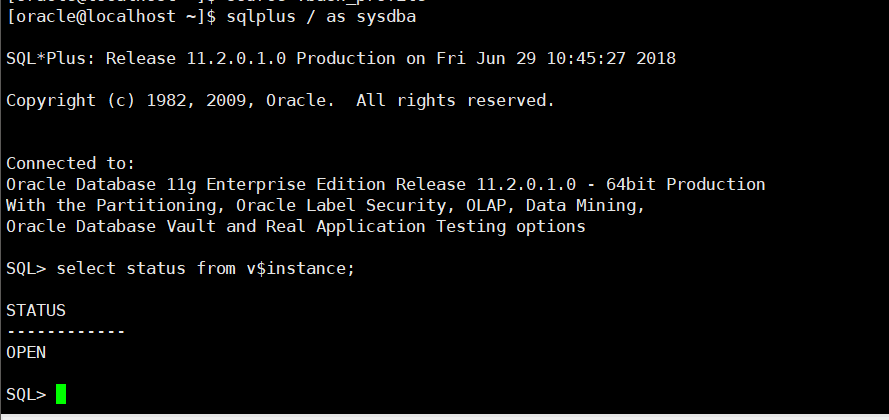 [oracle@localhost ~]$ sqlplus / as sysdba
SQL*Plus: Release 11.2.0.1.0 Production on Fri Jun 29 10:45:27 2018
Copyright (c) 1982, 2009, Oracle.  All rights reserved.
Connected to:
Oracle Database 11g Enterprise Edition Release 11.2.0.1.0 - 64bit Production
With the Partitioning, Oracle Label Security, OLAP, Data Mining,
Oracle Database Vault and Real Application Testing options
SQL> select status from v$instance;
STATUS
------------
OPEN
SQL>